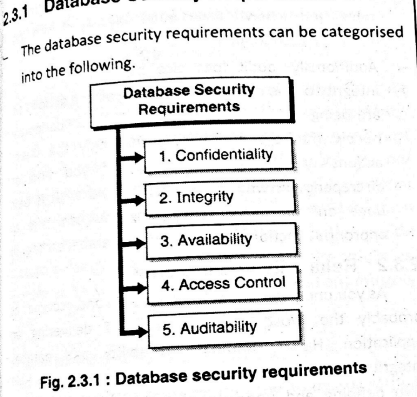 2.3.1 Database Security
The database security requirements can be categorised
into the following.
Database Security
Requirements
1. Confidentiality
2. Integrity
3. Availability
4. Access Control
5. Auditability
Fig. 2.3.1 : Database security requirements